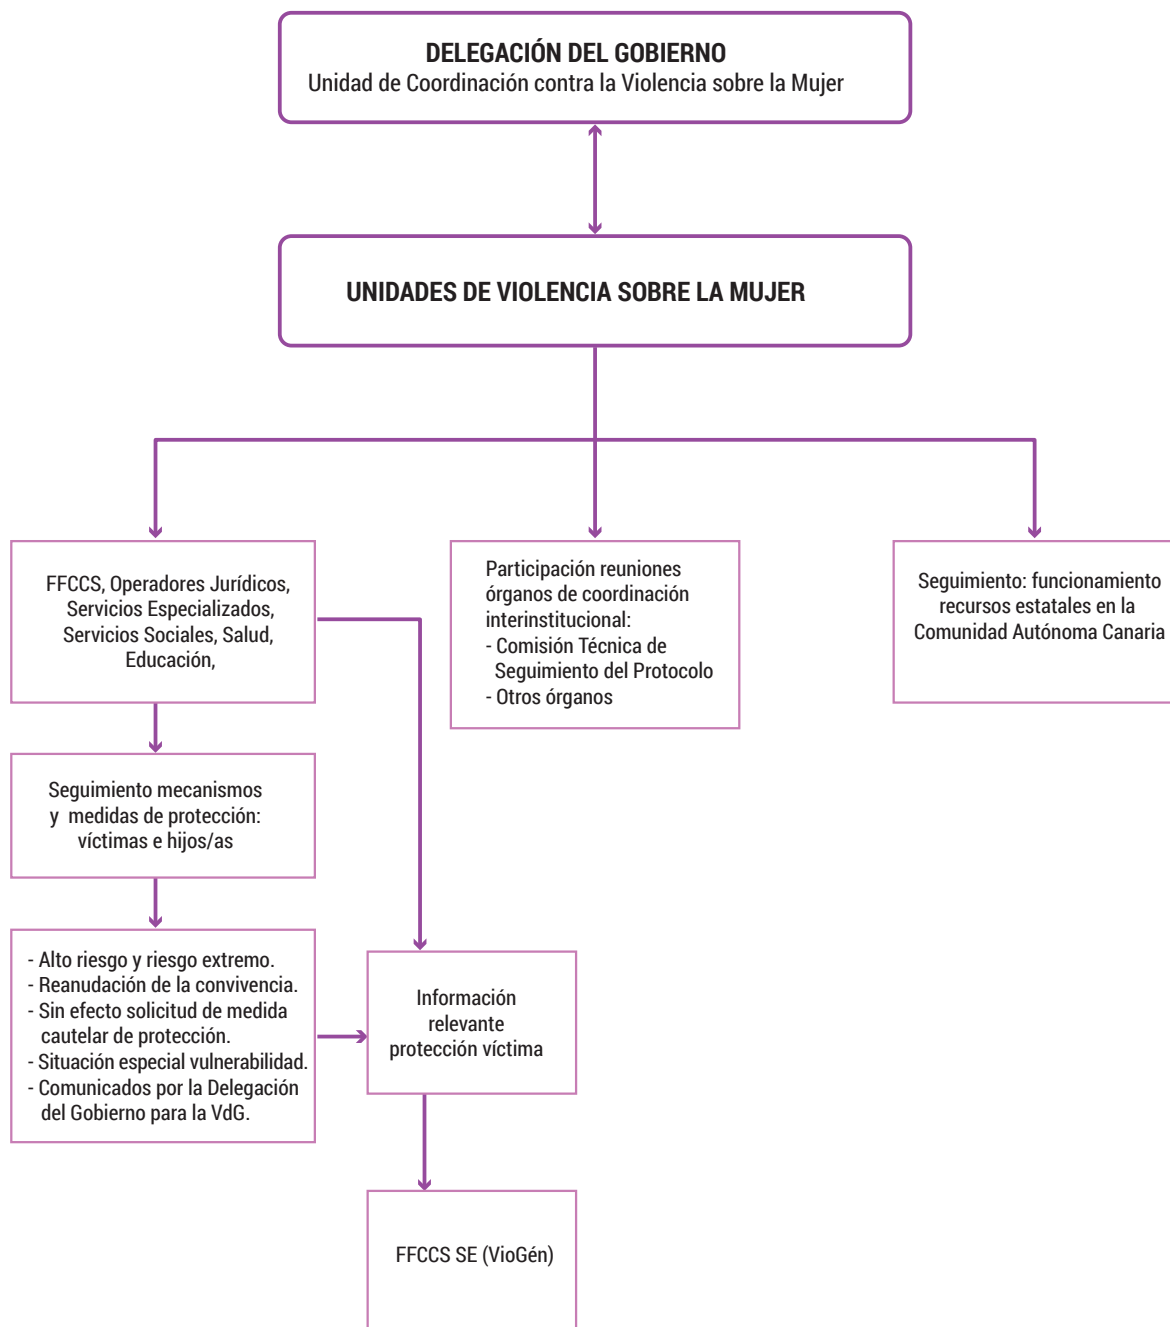 DELEGACIÓN DEL GOBIERNO
Unidad de Coordinación contra la Violencia sobre la Mujer
UNIDADES DE VIOLENCIA SOBRE LA MUJER
FFCCS, Operadores Jurídicos,
Servicios Especializados,
Servicios Sociales, Salud,
Educación,
Participación reuniones
órganos de coordinación
interinstitucional:
- Comisión Técnica de
Seguimiento del Protocolo
- Otros órganos
Seguimiento: funcionamiento
recursos estatales en la
Comunidad Autónoma Canaria
Seguimiento mecanismos
y medidas de protección:
víctimas e hijos/as
- Alto riesgo y riesgo extremo.
- Reanudación de la convivencia.
- Sin efecto solicitud de medida
cautelar de protección.
- Situación especial vulnerabilidad.
- Comunicados por la Delegación
del Gobierno para la VdG.
Información
relevante
protección víctima
FFCCS SE (VioGén)